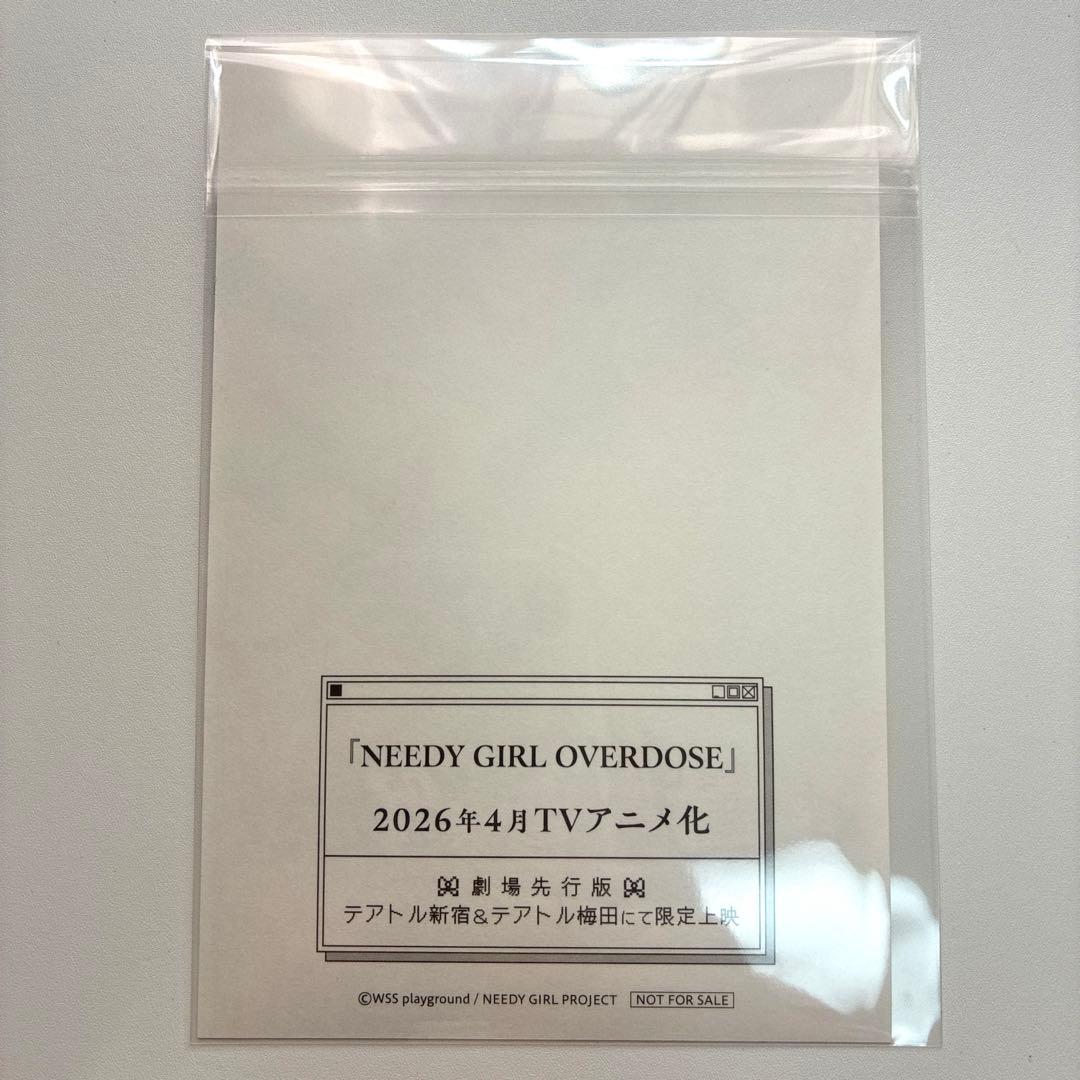 『NEEDY GIRL OVERDOSE』
2026年4月TVアニメ化
劇場先行版
テアトル新宿&テアトル梅田にて限定上映
©WSS playground / NEEDY GIRL PROJECT NOT FOR SALE